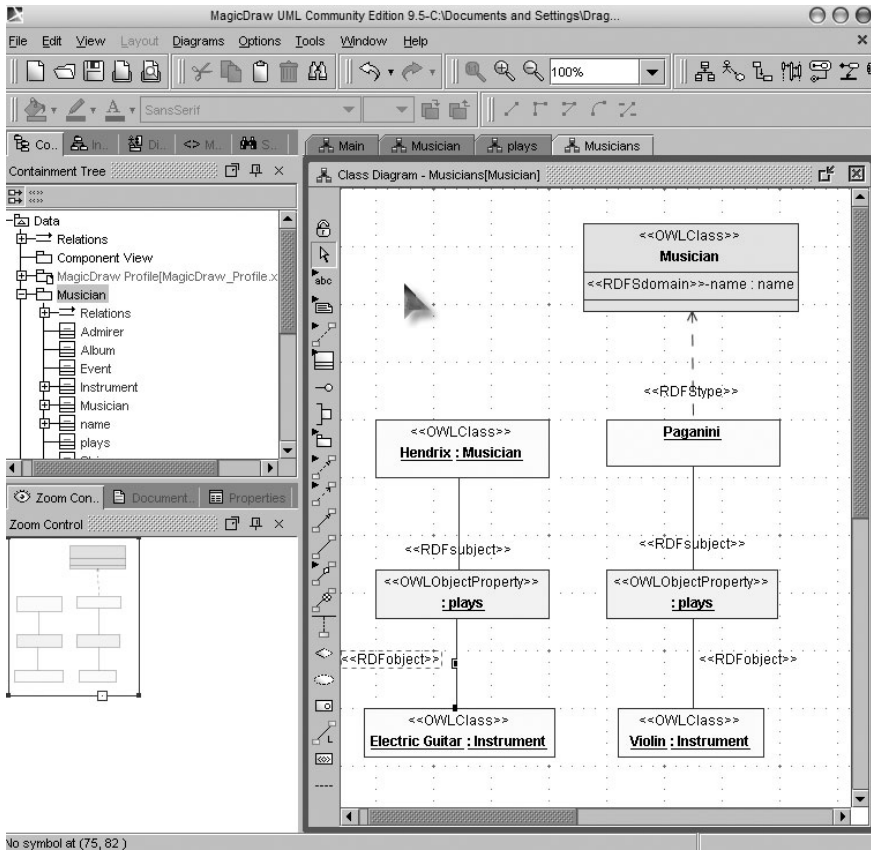 MagicDraw UML Community Edition 9.5-C:\Documents and Settings\Drag...
File Edit View Layout Diagrams Options Tools Window Help
100%
SansSerif
Co.. In.. Di.. <> M.. S..
Main Musician plays Musicians
Containment Tree
Class Diagram - Musicians[Musician]
Data
Relations
Component View
MagicDraw Profile[MagicDraw_Profile.x
Musician
Relations
Admirer
Album
Event
Instrument
Musician
name
plays
Zoom Con.. Document.. Properties
Zoom Control
abc
<<OWLClass>>
Musician
<<RDFSdomain>>-name : name
<<RDFStype>>
<<OWLClass>>
Hendrix : Musician
Paganini
<<RDFsubject>>
<<RDFsubject>>
<<OWLObjectProperty>>
: plays
<<OWLObjectProperty>>
: plays
<<RDFobject>>
<<RDFobject>>
<<OWLClass>>
Electric Guitar : Instrument
<<OWLClass>>
Violin : Instrument
No symbol at (75, 82 )